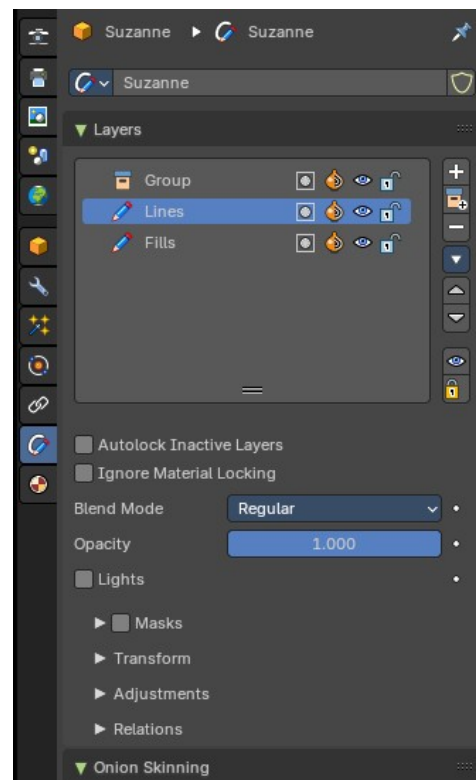 Suzanne Suzanne
Suzanne
Layers
Group
Lines
Fills
Autolock Inactive Layers
Ignore Material Locking
Blend Mode Regular
Opacity 1.000
Lights
Masks
Transform
Adjustments
Relations
Onion Skinning